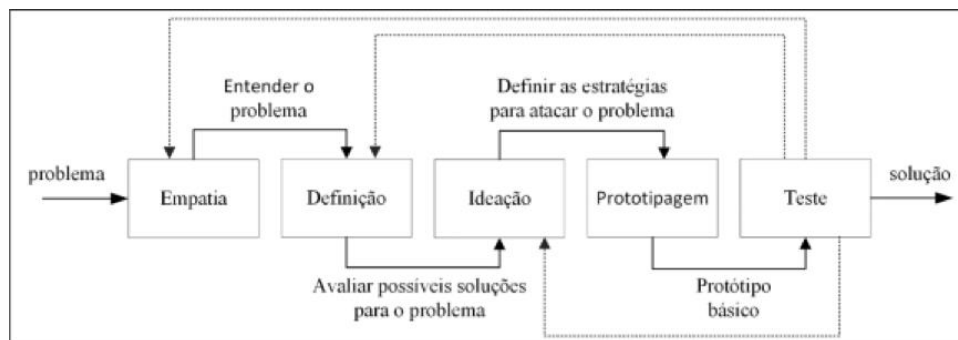 Entender o
problema
Definir as estratégias
para atacar o problema
problema
Empatia
Definição
Ideação
Prototipagem
Teste
solução
Avaliar possíveis soluções
para o problema
Protótipo
básico